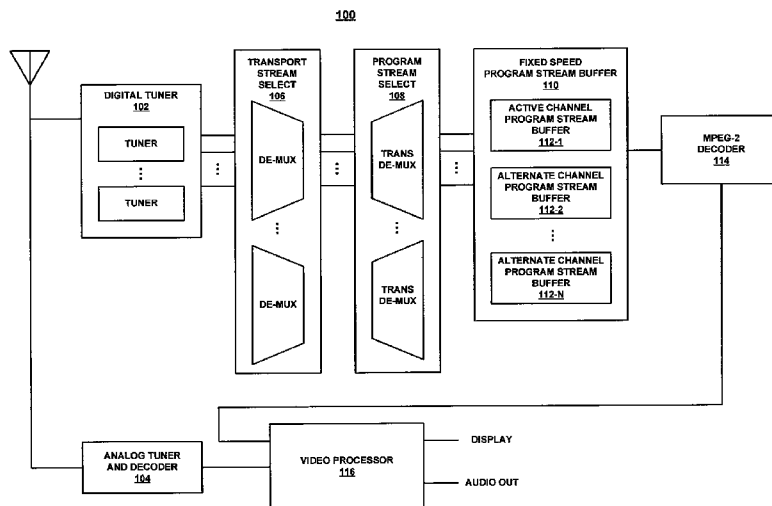 100
DIGITAL TUNER
102
TUNER
TUNER
TRANSPORT
STREAM
SELECT
106
DE-MUX
DE-MUX
PROGRAM
STREAM
SELECT
108
TRANS
DE-MUX
TRANS
DE-MUX
FIXED SPEED
PROGRAM STREAM BUFFER
110
ACTIVE CHANNEL
PROGRAM STREAM
BUFFER
112-1
ALTERNATE CHANNEL
PROGRAM STREAM
BUFFER
112-2
ALTERNATE CHANNEL
PROGRAM STREAM
BUFFER
112-N
MPEG-2
DECODER
114
ANALOG TUNER
AND DECODER
104
VIDEO PROCESSOR
116
DISPLAY
AUDIO OUT